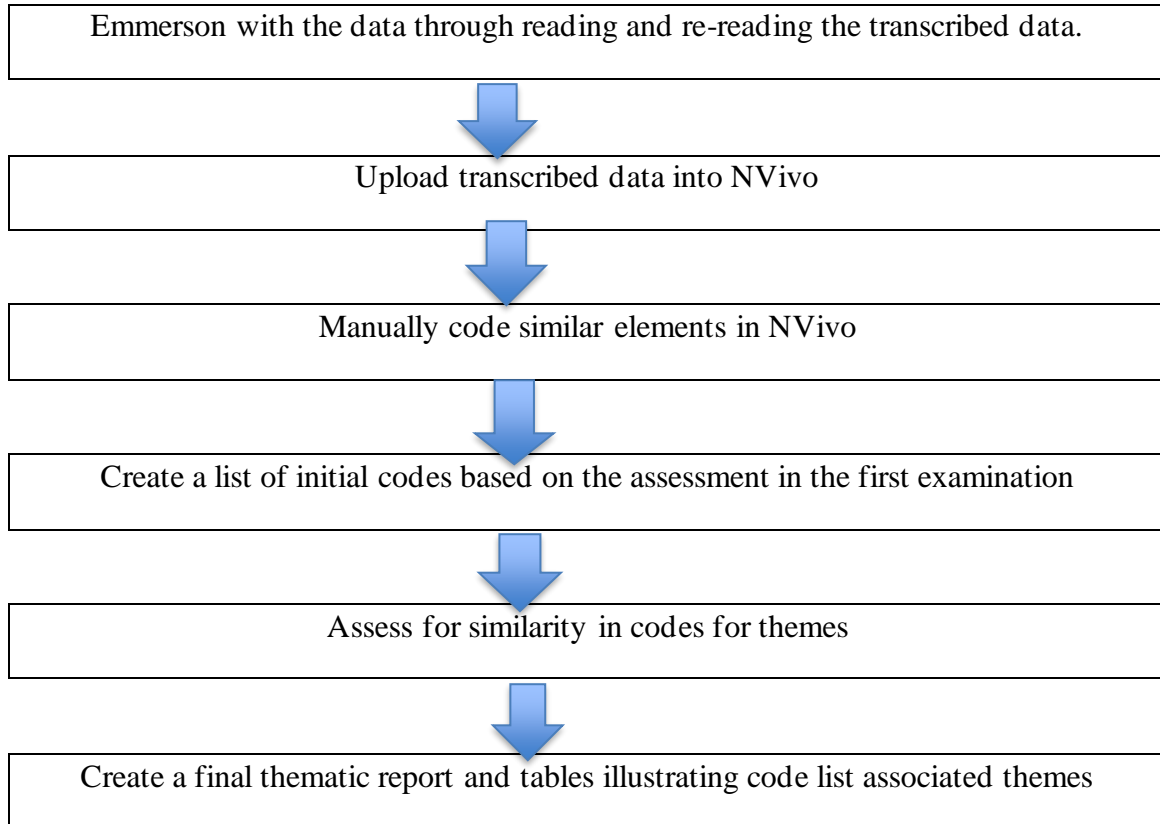 Emmerson with the data through reading and re-reading the transcribed data.
Upload transcribed data into NVivo
Manually code similar elements in NVivo
Create a list of initial codes based on the assessment in the first examination
Assess for similarity in codes for themes
Create a final thematic report and tables illustrating code list associated themes